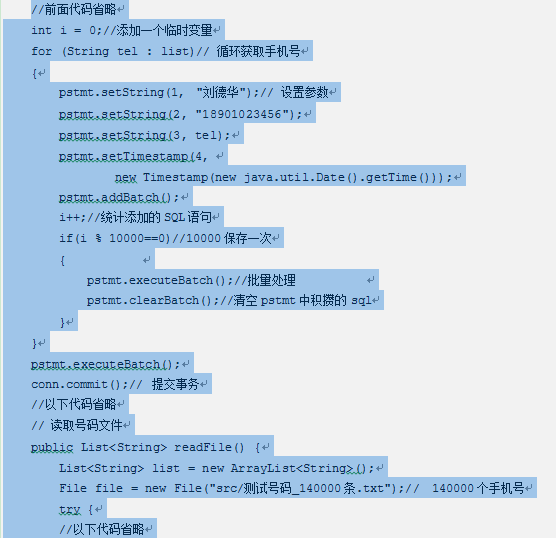 //前面代码省略
int i = 0;//添加一个临时变量
for (String tel : list)// 循环获取手机号
{
pstmt.setString(1, "刘德华");// 设置参数
pstmt.setString(2, "18901023456");
pstmt.setString(3, tel);
pstmt.setTimestamp(4,
new Timestamp(new java.util.Date().getTime()));
pstmt.addBatch();
i++;//统计添加的 SQL 语句
if(i % 10000==0)//10000 保存一次
{
pstmt.executeBatch();//批量处理
pstmt.clearBatch();//清空 pstmt 中积攒的 sql
}
}
pstmt.executeBatch();
conn.commit();// 提交事务
//以下代码省略
// 读取号码文件
public List<String> readFile() {
List<String> list = new ArrayList<String>();
File file = new File("src/测试号码_140000 条.txt");// 140000 个手机号
try {
//以下代码省略